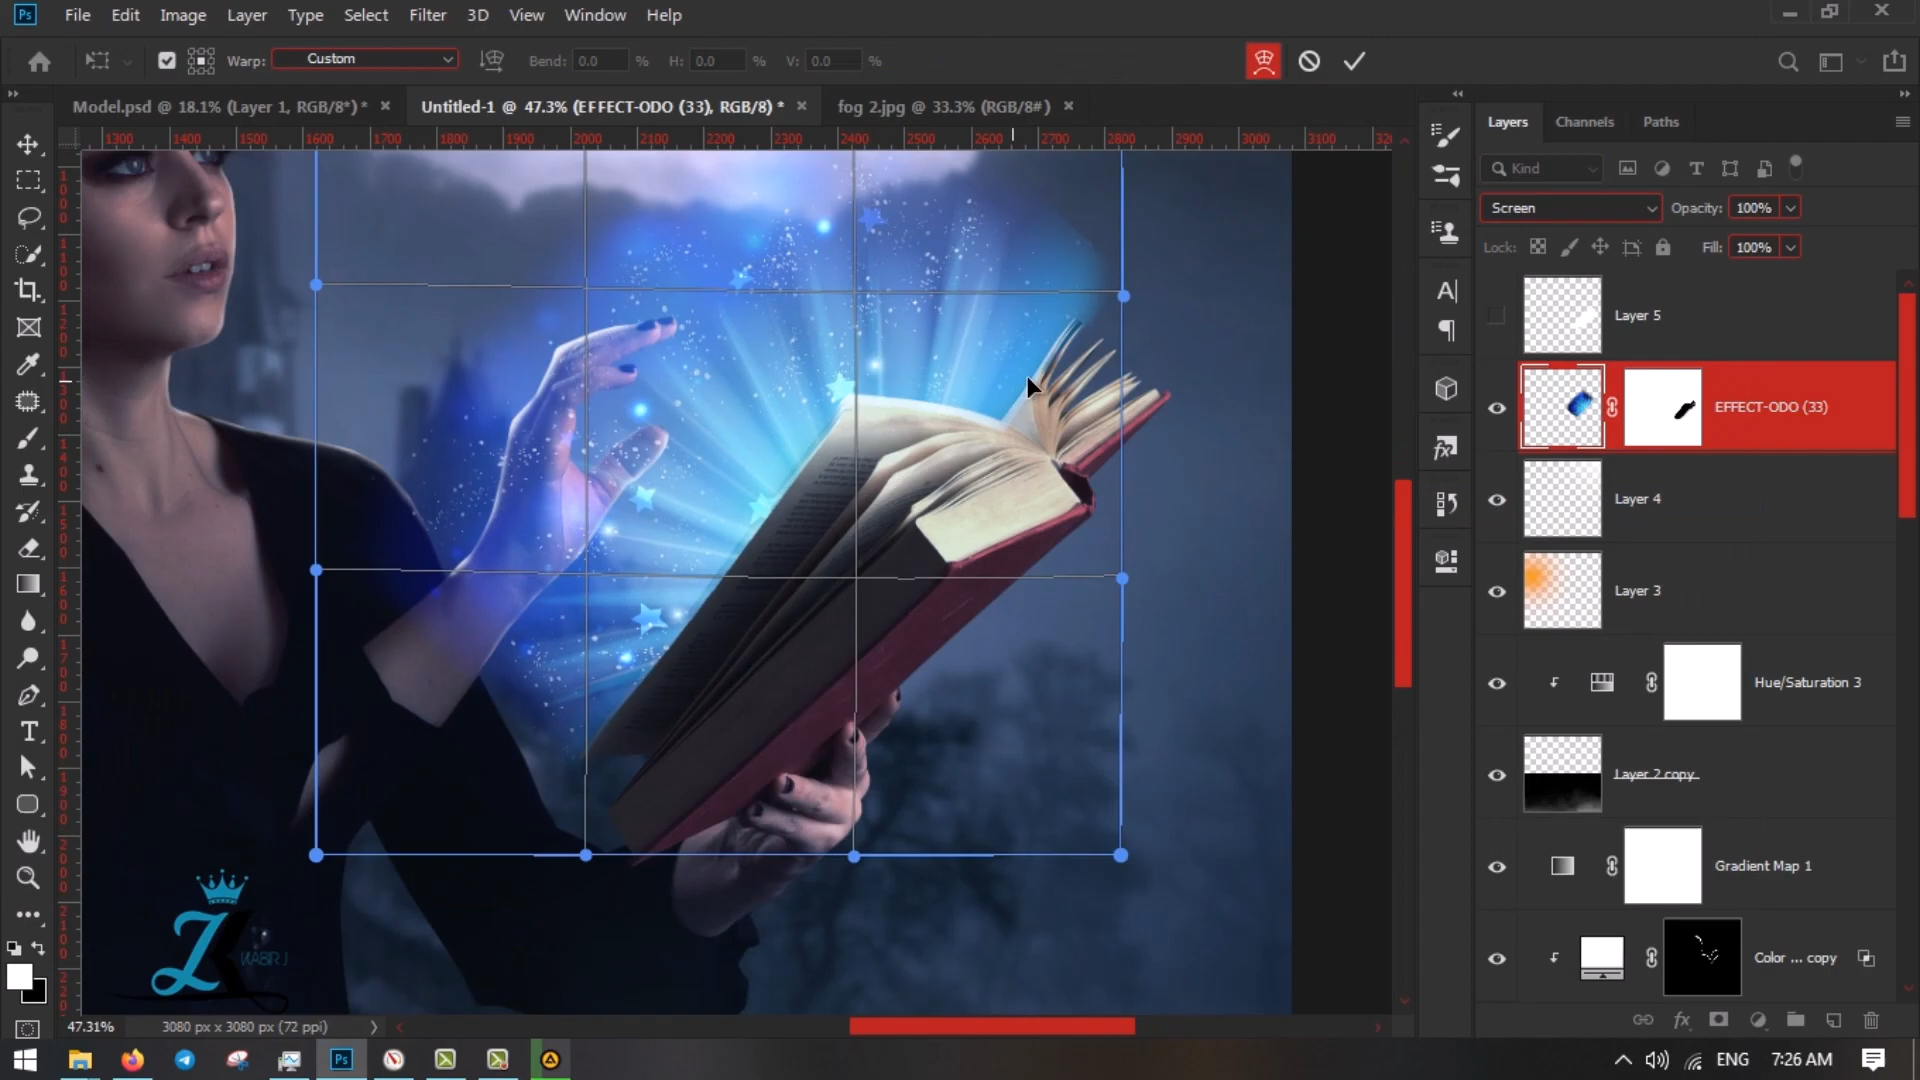 File Edit Image Layer Type Select Filter 3D View Window Help
Warp: Custom Bend: 0.0 % H: 0.0 % V: 0.0 %
Model.psd @ 18.1% (Layer 1, RGB/8*) * Untitled-1 @ 47.3% (EFFECT-ODO (33), RGB/8) * fog 2.jpg @ 33.3% (RGB/8#)
1300 1400 1500 1600 1700 1800 1900 2000 2100 2200 2300 2400 2500 2600 2700 2800 2900 3000 3100
Layers Channels Paths
Kind
Screen Opacity: 100%
Lock: Fill: 100%
Layer 5
EFFECT-ODO (33)
Layer 4
Layer 3
Hue/Saturation 3
Layer 2 copy
Gradient Map 1
Color ... copy
47.31% 3080 px x 3080 px (72 ppi)
ENG 7:26 AM